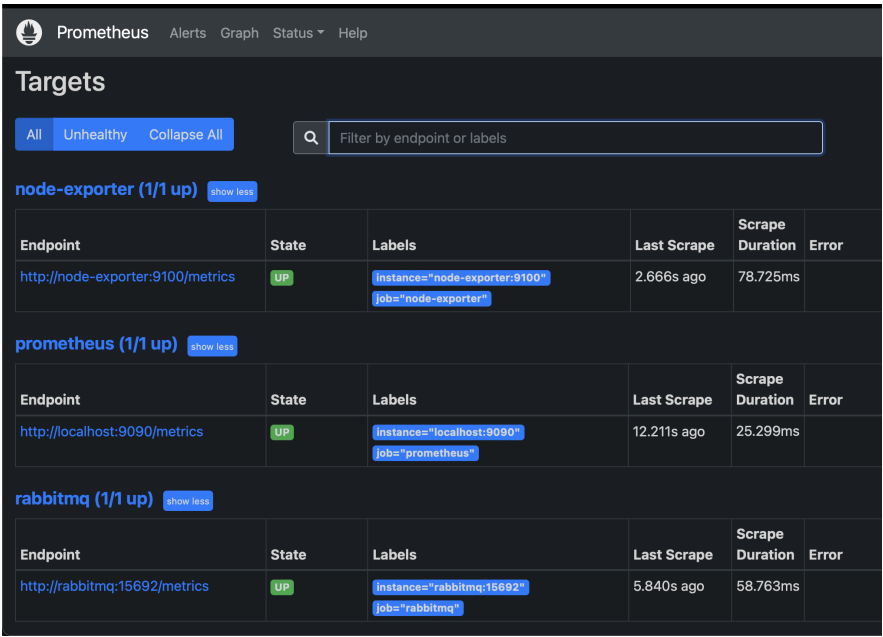 Prometheus Alerts Graph Status Help
Targets
All Unhealthy Collapse All
Filter by endpoint or labels
node-exporter (1/1 up) show less
Endpoint State Labels Last Scrape Scrape Duration Error
http://node-exporter:9100/metrics UP instance="node-exporter:9100" 2.666s ago 78.725ms
job="node-exporter"
prometheus (1/1 up) show less
Endpoint State Labels Last Scrape Scrape Duration Error
http://localhost:9090/metrics UP instance="localhost:9090" 12.211s ago 25.299ms
job="prometheus"
rabbitmq (1/1 up) show less
Endpoint State Labels Last Scrape Scrape Duration Error
http://rabbitmq:15692/metrics UP instance="rabbitmq:15692" 5.840s ago 58.763ms
job="rabbitmq"